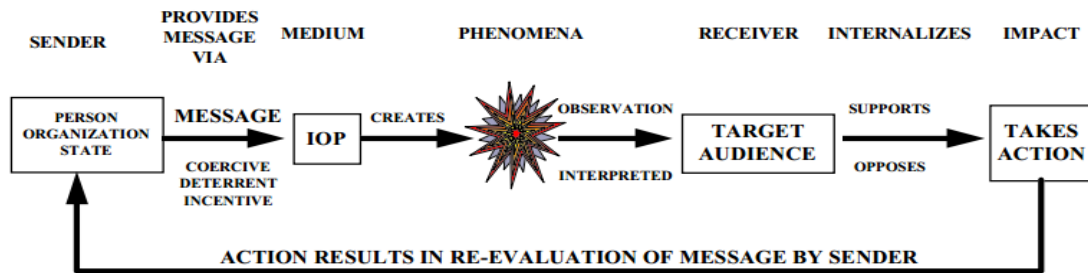 SENDER
PROVIDES
MESSAGE
VIA
MEDIUM
PHENOMENA
RECEIVER
INTERNALIZES
IMPACT
PERSON
ORGANIZATION
STATE
MESSAGE
COERCIVE
DETERRENT
INCENTIVE
IOP
CREATES
OBSERVATION
INTERPRETED
TARGET
AUDIENCE
SUPPORTS
OPPOSES
TAKES
ACTION
ACTION RESULTS IN RE-EVALUATION OF MESSAGE BY SENDER